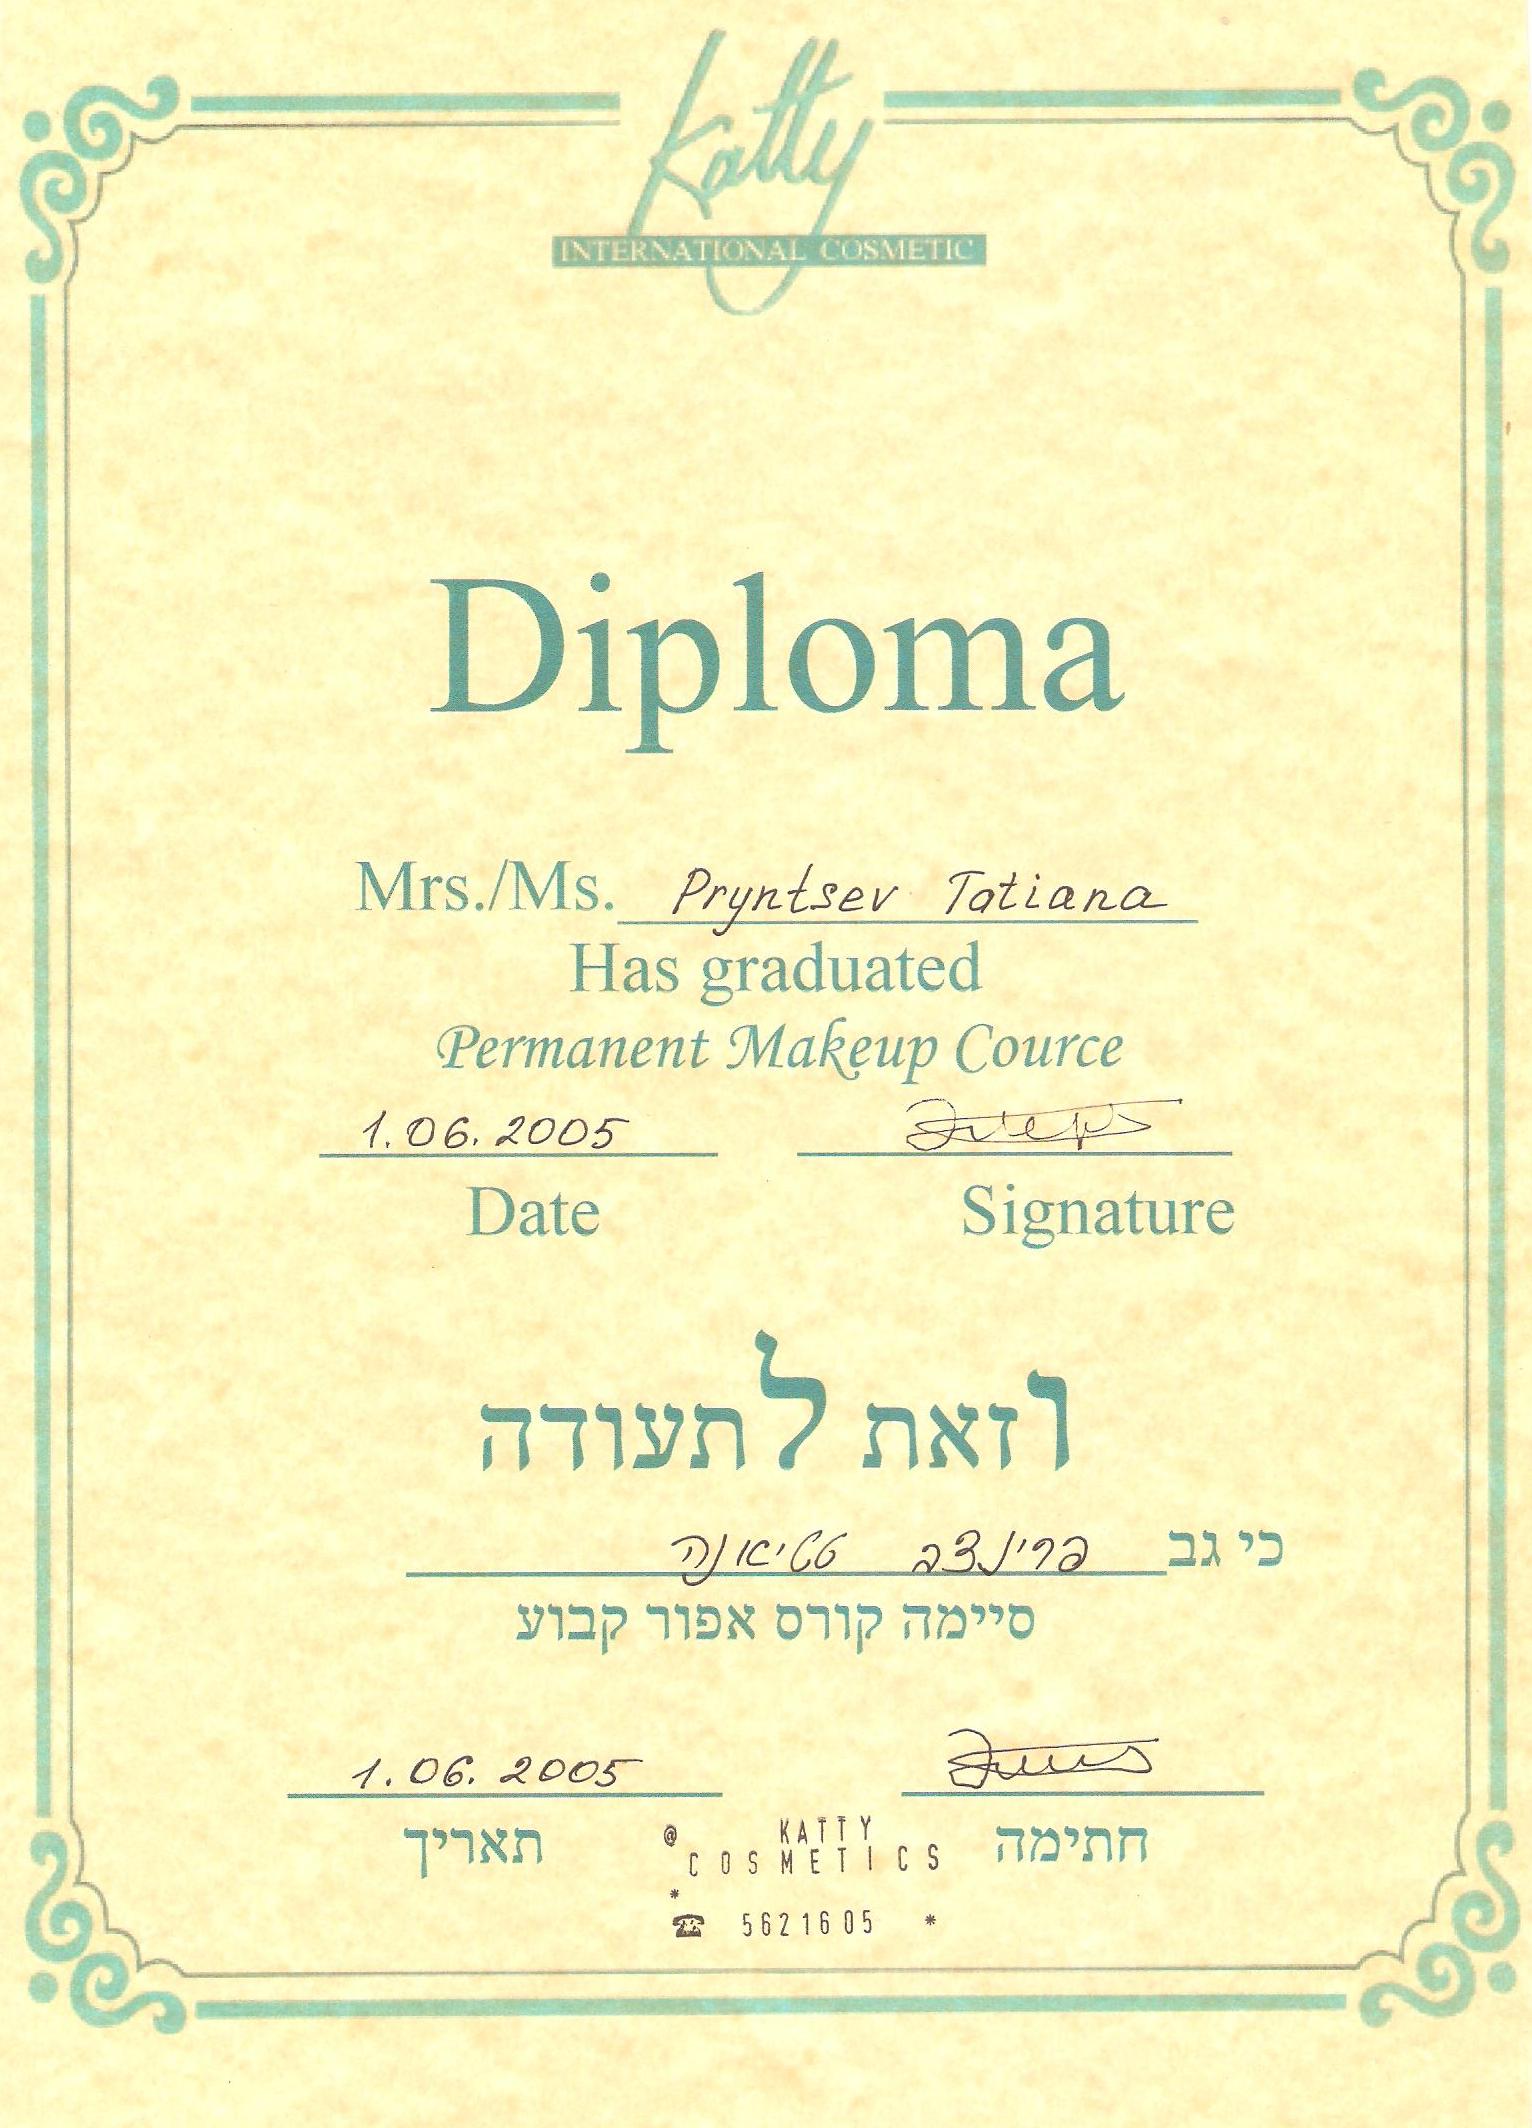 Katty
INTERNATIONAL COSMETIC
Diploma
Mrs./Ms. Pryntsev Tatiana
Has graduated
Permanent Makeup Cource
1.06.2005
Date Signature
וזאת לתעודה
כי גב פרינצב טטיאנה
סיימה קורס אפור קבוע
1.06.2005
תאריך חתימה
@ KATTY
COSMETICS
*
☎ 5621605 *